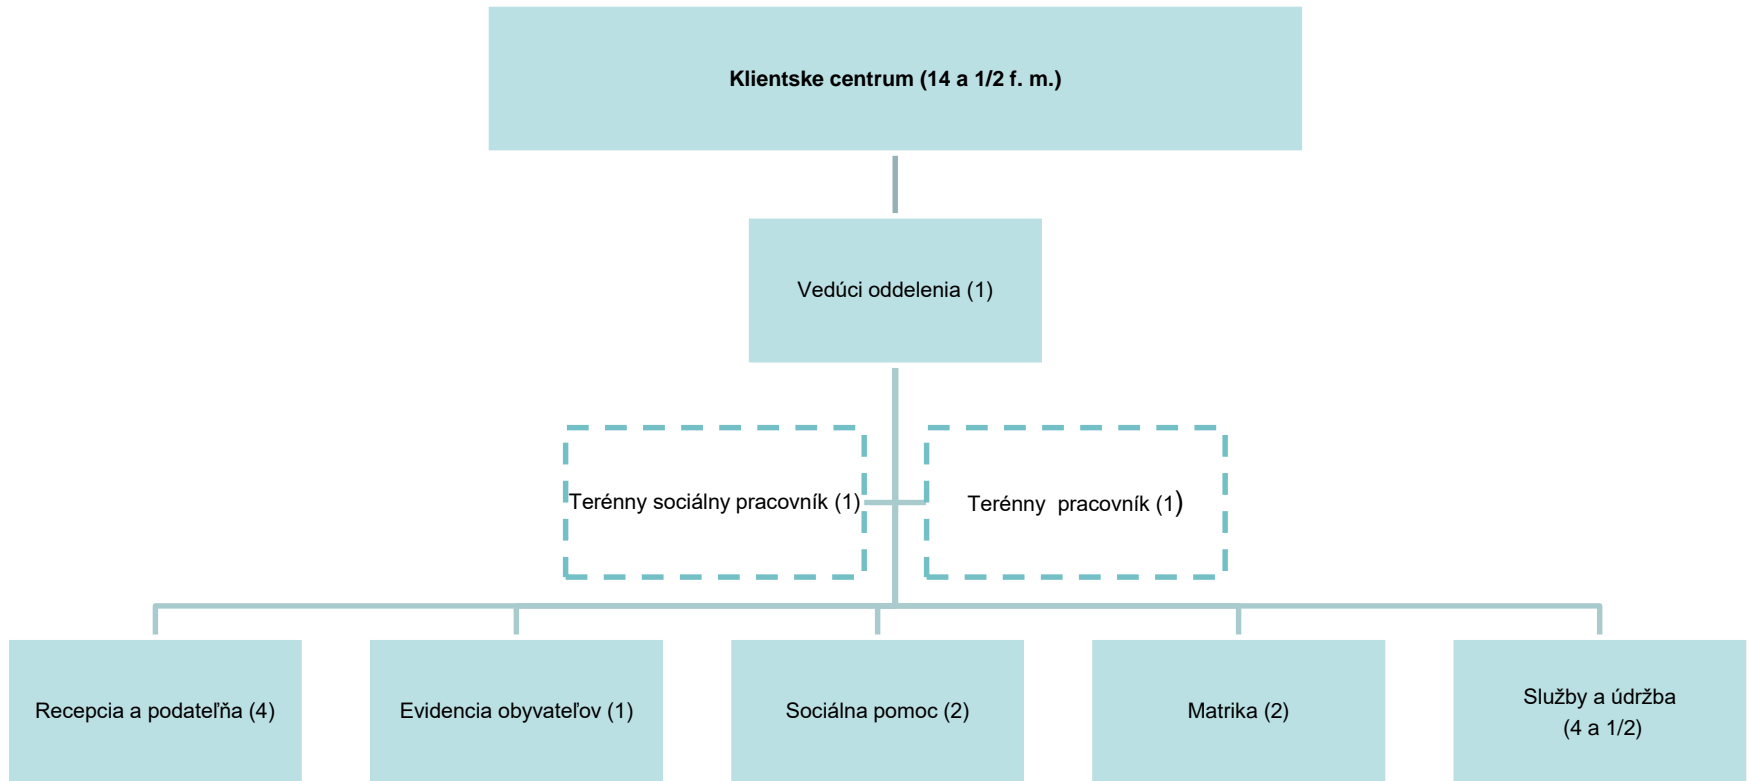 Klientske centrum (14 a 1/2 f. m.)
Vedúci oddelenia (1)
Terénny sociálny pracovník (1)
Terénny  pracovník (1)
Recepcia a podateľňa (4)
Evidencia obyvateľov (1)
Sociálna pomoc (2)
Matrika (2)
Služby a údržba
(4 a 1/2)